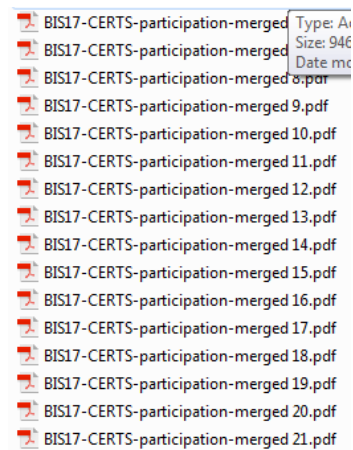 BIS17-CERTS-participation-merged
Type: A
BIS17-CERTS-participation-merged
Size: 946
BIS17-CERTS-participation-merged 8.pdf
Date mo
BIS17-CERTS-participation-merged 9.pdf
BIS17-CERTS-participation-merged 10.pdf
BIS17-CERTS-participation-merged 11.pdf
BIS17-CERTS-participation-merged 12.pdf
BIS17-CERTS-participation-merged 13.pdf
BIS17-CERTS-participation-merged 14.pdf
BIS17-CERTS-participation-merged 15.pdf
BIS17-CERTS-participation-merged 16.pdf
BIS17-CERTS-participation-merged 17.pdf
BIS17-CERTS-participation-merged 18.pdf
BIS17-CERTS-participation-merged 19.pdf
BIS17-CERTS-participation-merged 20.pdf
BIS17-CERTS-participation-merged 21.pdf